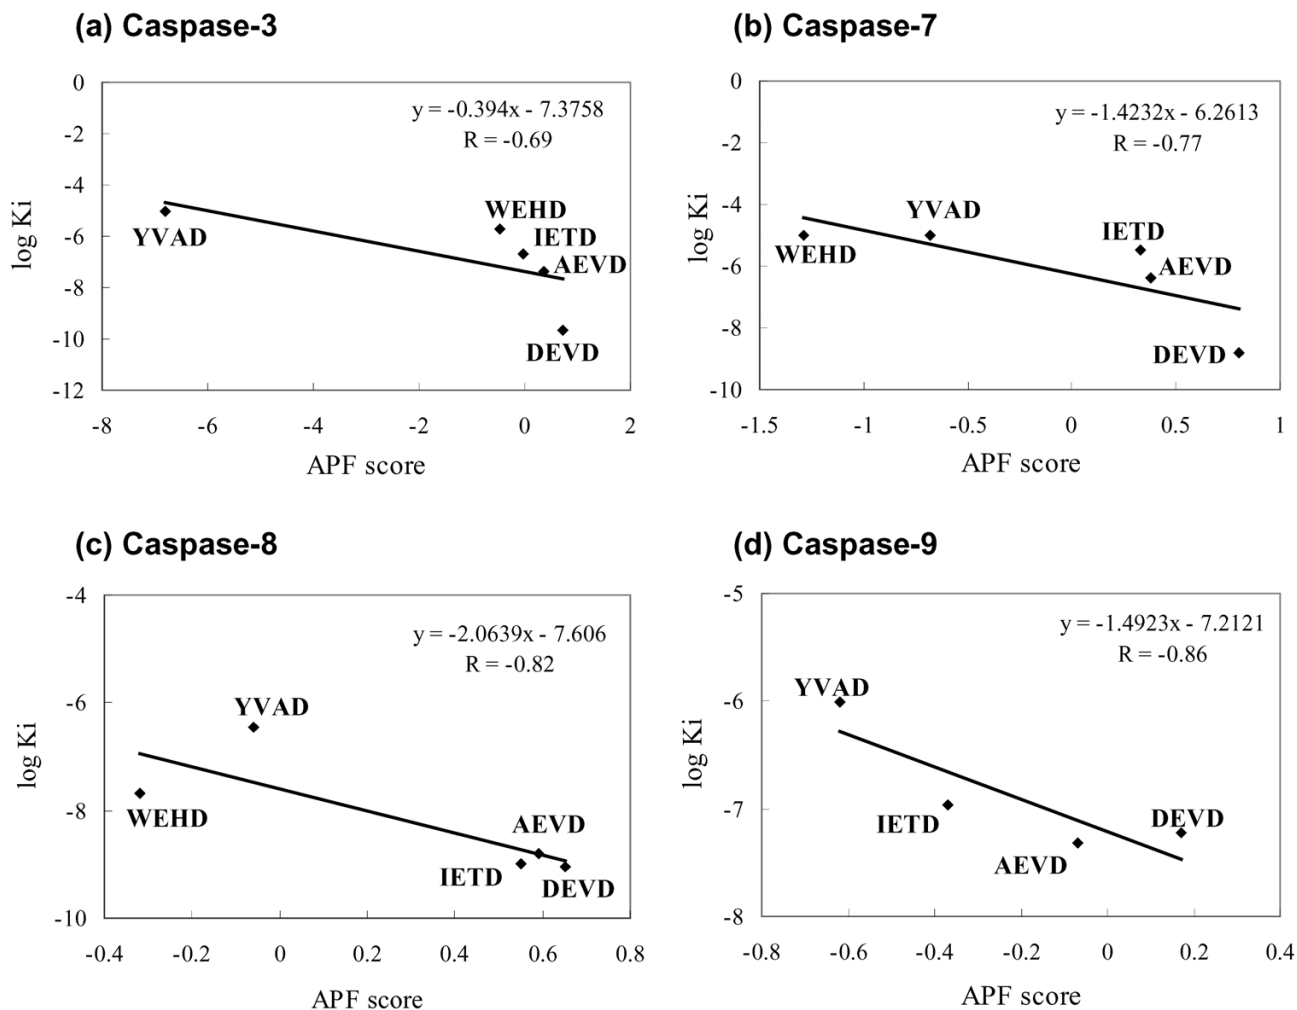 (a) Caspase-3
y = -0.394x - 7.3758
R = -0.69
log Ki
0
-2
-4
-6
-8
-10
-12
YVAD
WEHD
IETD
AEVD
DEVD
-8 -6 -4 -2 0 2
APF score
(b) Caspase-7
y = -1.4232x - 6.2613
R = -0.77
log Ki
0
-2
-4
-6
-8
-10
WEHD
YVAD
IETD
AEVD
DEVD
-1.5 -1 -0.5 0 0.5 1
APF score
(c) Caspase-8
y = -2.0639x - 7.606
R = -0.82
log Ki
-4
-6
-8
-10
YVAD
WEHD
AEVD
IETD
DEVD
-0.4 -0.2 0 0.2 0.4 0.6 0.8
APF score
(d) Caspase-9
y = -1.4923x - 7.2121
R = -0.86
log Ki
-5
-6
-7
-8
YVAD
IETD
AEVD
DEVD
-0.8 -0.6 -0.4 -0.2 0 0.2 0.4
APF score